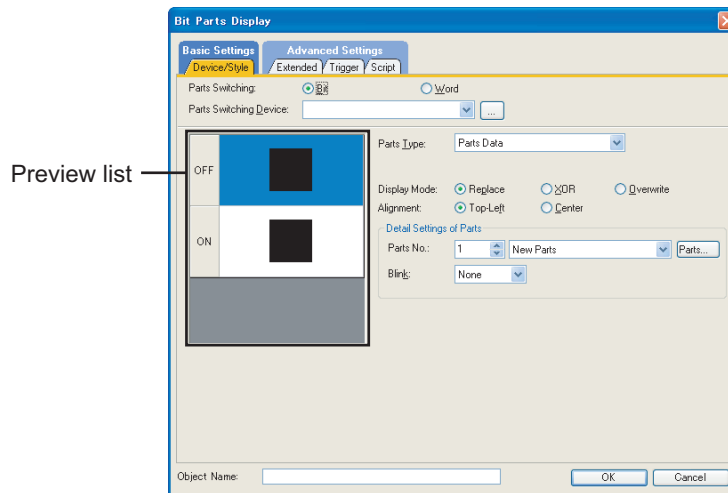 Bit Parts Display
Basic Settings Advanced Settings
Device/Style Extended Trigger Script
Parts Switching: Bit Word
Parts Switching Device: ...
Preview list
OFF
ON
Parts Type: Parts Data
Display Mode: Replace XOR Overwrite
Alignment: Top-Left Center
Detail Settings of Parts
Parts No.: 1 New Parts Parts...
Blink: None
Object Name: OK Cancel